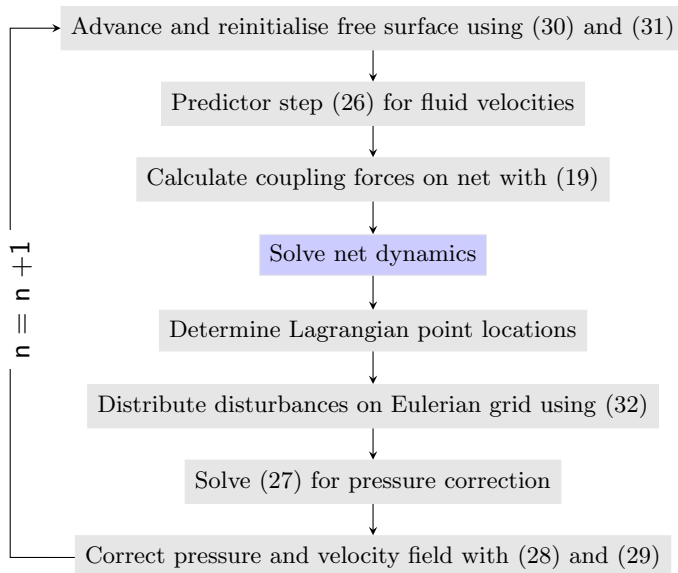 Advance and reinitialise free surface using (30) and (31)
Predictor step (26) for fluid velocities
Calculate coupling forces on net with (19)
Solve net dynamics
Determine Lagrangian point locations
Distribute disturbances on Eulerian grid using (32)
Solve (27) for pressure correction
Correct pressure and velocity field with (28) and (29)
n = n + 1